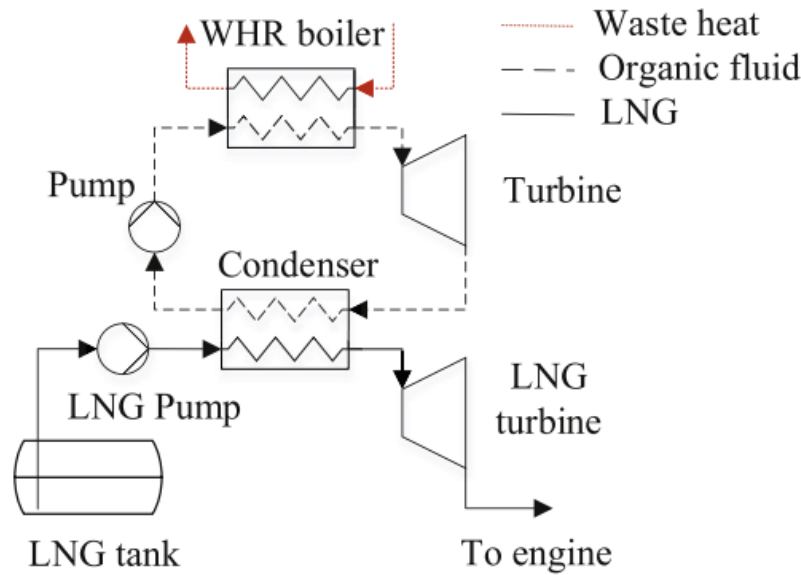 WHR boiler
Waste heat
Organic fluid
LNG
Pump
Turbine
Condenser
LNG Pump
LNG
turbine
LNG tank
To engine